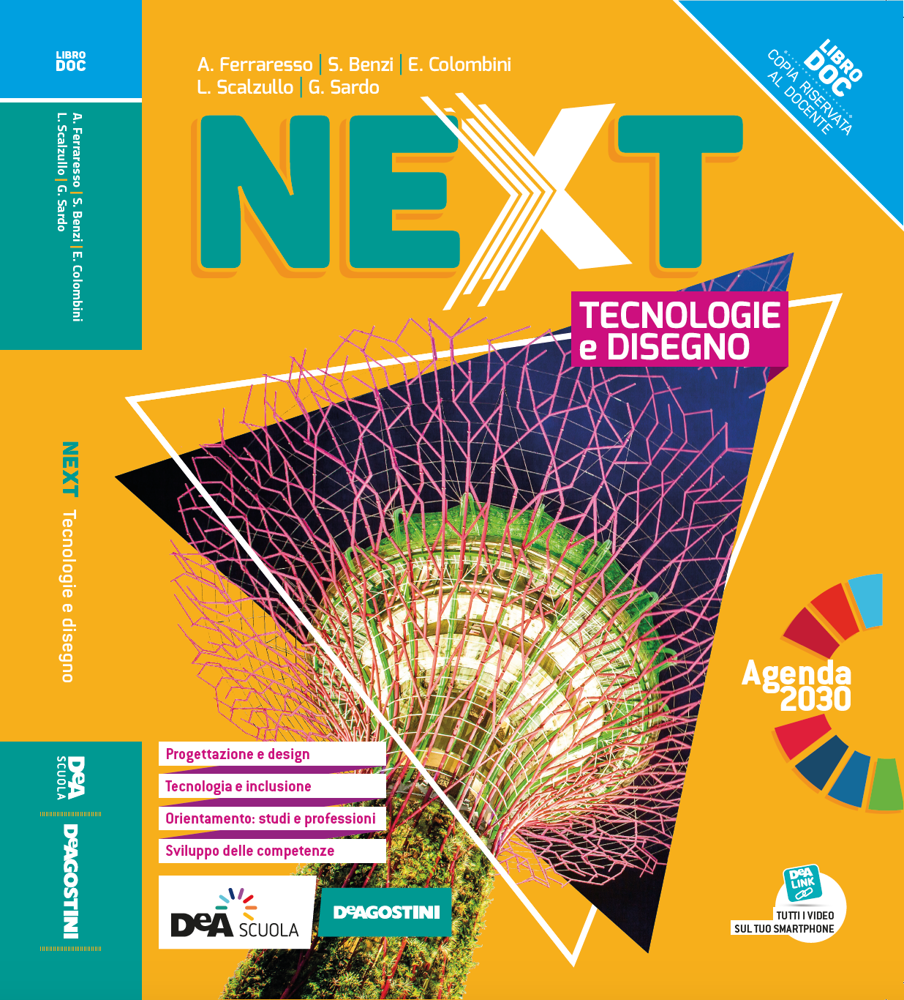 LIBRO
DOC
A. Ferraresso | S. Benzi | E. Colombini
L. Scalzullo | G. Sardo
NEXT Tecnologie e disegno
DeA
SCUOLA
DeAGOSTINI
A. Ferraresso | S. Benzi | E. Colombini
L. Scalzullo | G. Sardo
LIBRO
DOC
COPIA RISERVATA
AL DOCENTE
NEXT
TECNOLOGIE
e DISEGNO
Agenda
2030
Progettazione e design
Tecnologia e inclusione
Orientamento: studi e professioni
Sviluppo delle competenze
DeA SCUOLA
DeAGOSTINI
DeA
LINK
TUTTI I VIDEO
SUL TUO SMARTPHONE